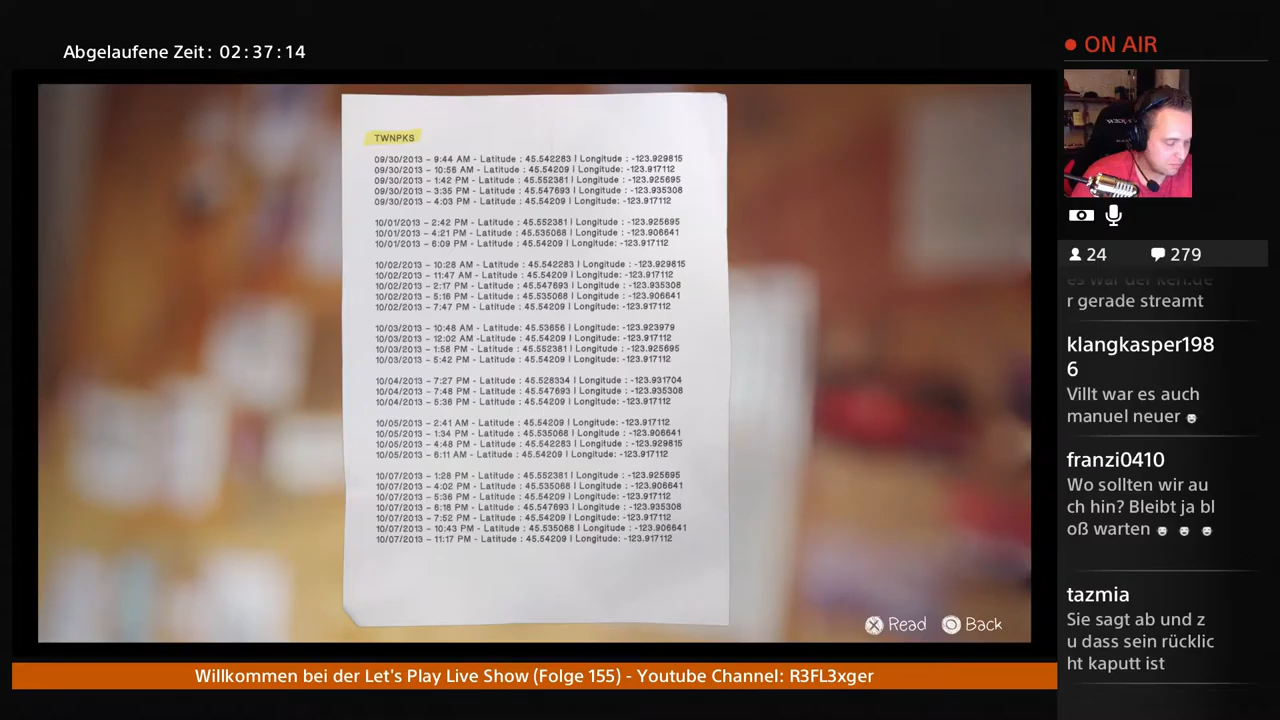 Abgelaufene Zeit: 02:37:14
TWNPKS
09/30/2013 – 9:44 AM - Latitude : 45.542283 | Longitude : -123.929815
09/30/2013 – 10:56 AM - Latitude : 45.54209 | Longitude: -123.917112
09/30/2013 – 1:42 PM - Latitude : 45.552381 | Longitude : -123.925695
09/30/2013 – 3:35 PM - Latitude : 45.547693 | Longitude : -123.935308
09/30/2013 – 4:03 PM - Latitude : 45.54209 | Longitude: -123.917112
10/01/2013 – 2:42 PM - Latitude : 45.552381 | Longitude : -123.925695
10/01/2013 – 4:21 PM - Latitude : 45.535068 | Longitude : -123.906641
10/01/2013 – 6:09 PM - Latitude : 45.54209 | Longitude: -123.917112
10/02/2013 – 10:28 AM - Latitude : 45.542283 | Longitude : -123.929815
10/02/2013 – 11:47 AM - Latitude : 45.54209 | Longitude: -123.917112
10/02/2013 – 2:17 PM - Latitude : 45.547693 | Longitude : -123.935308
10/02/2013 – 5:16 PM - Latitude : 45.535068 | Longitude : -123.906641
10/02/2013 – 7:47 PM - Latitude : 45.54209 | Longitude: -123.917112
10/03/2013 – 10:48 AM -Latitude: 45.53656 | Longitude : -123.923979
10/03/2013 – 12:02 AM - Latitude : 45.54209 | Longitude: -123.917112
10/03/2013 – 1:58 PM - Latitude : 45.552381 | Longitude : -123.925695
10/03/2013 – 5:42 PM - Latitude : 45.54209 | Longitude: -123.917112
10/04/2013 – 7:27 PM - Latitude : 45.528334 | Longitude : -123.931704
10/04/2013 – 7:48 PM - Latitude : 45.547693 | Longitude : -123.935308
10/04/2013 – 5:36 PM - Latitude : 45.54209 | Longitude: -123.917112
10/05/2013 – 2:41 AM - Latitude : 45.54209 | Longitude: -123.917112
10/05/2013 – 1:34 PM - Latitude : 45.535068 | Longitude : -123.906641
10/05/2013 – 4:48 PM - Latitude : 45.542283 | Longitude : -123.929815
10/05/2013 – 6:11 AM - Latitude : 45.54209 | Longitude: -123.917112
10/07/2013 – 1:28 PM - Latitude : 45.552381 | Longitude : -123.925695
10/07/2013 – 4:02 PM - Latitude : 45.535068 | Longitude : -123.906641
10/07/2013 – 5:36 PM - Latitude : 45.54209 | Longitude: -123.917112
10/07/2013 – 6:18 PM - Latitude : 45.547693 | Longitude : -123.935308
10/07/2013 – 7:52 PM - Latitude : 45.54209 | Longitude: -123.917112
10/07/2013 – 10:43 PM - Latitude : 45.535068 | Longitude : -123.906641
10/07/2013 – 11:17 PM - Latitude : 45.54209 | Longitude: -123.917112
Read Back
Willkommen bei der Let's Play Live Show (Folge 155) - Youtube Channel: R3FL3xger
ON AIR
24 279
es war der kerl.de
r gerade streamt
klangkasper198
6
Villt war es auch
manuel neuer
franzi0410
Wo sollten wir au
ch hin? Bleibt ja bl
oß warten
tazmia
Sie sagt ab und z
u dass sein rücklic
ht kaputt ist